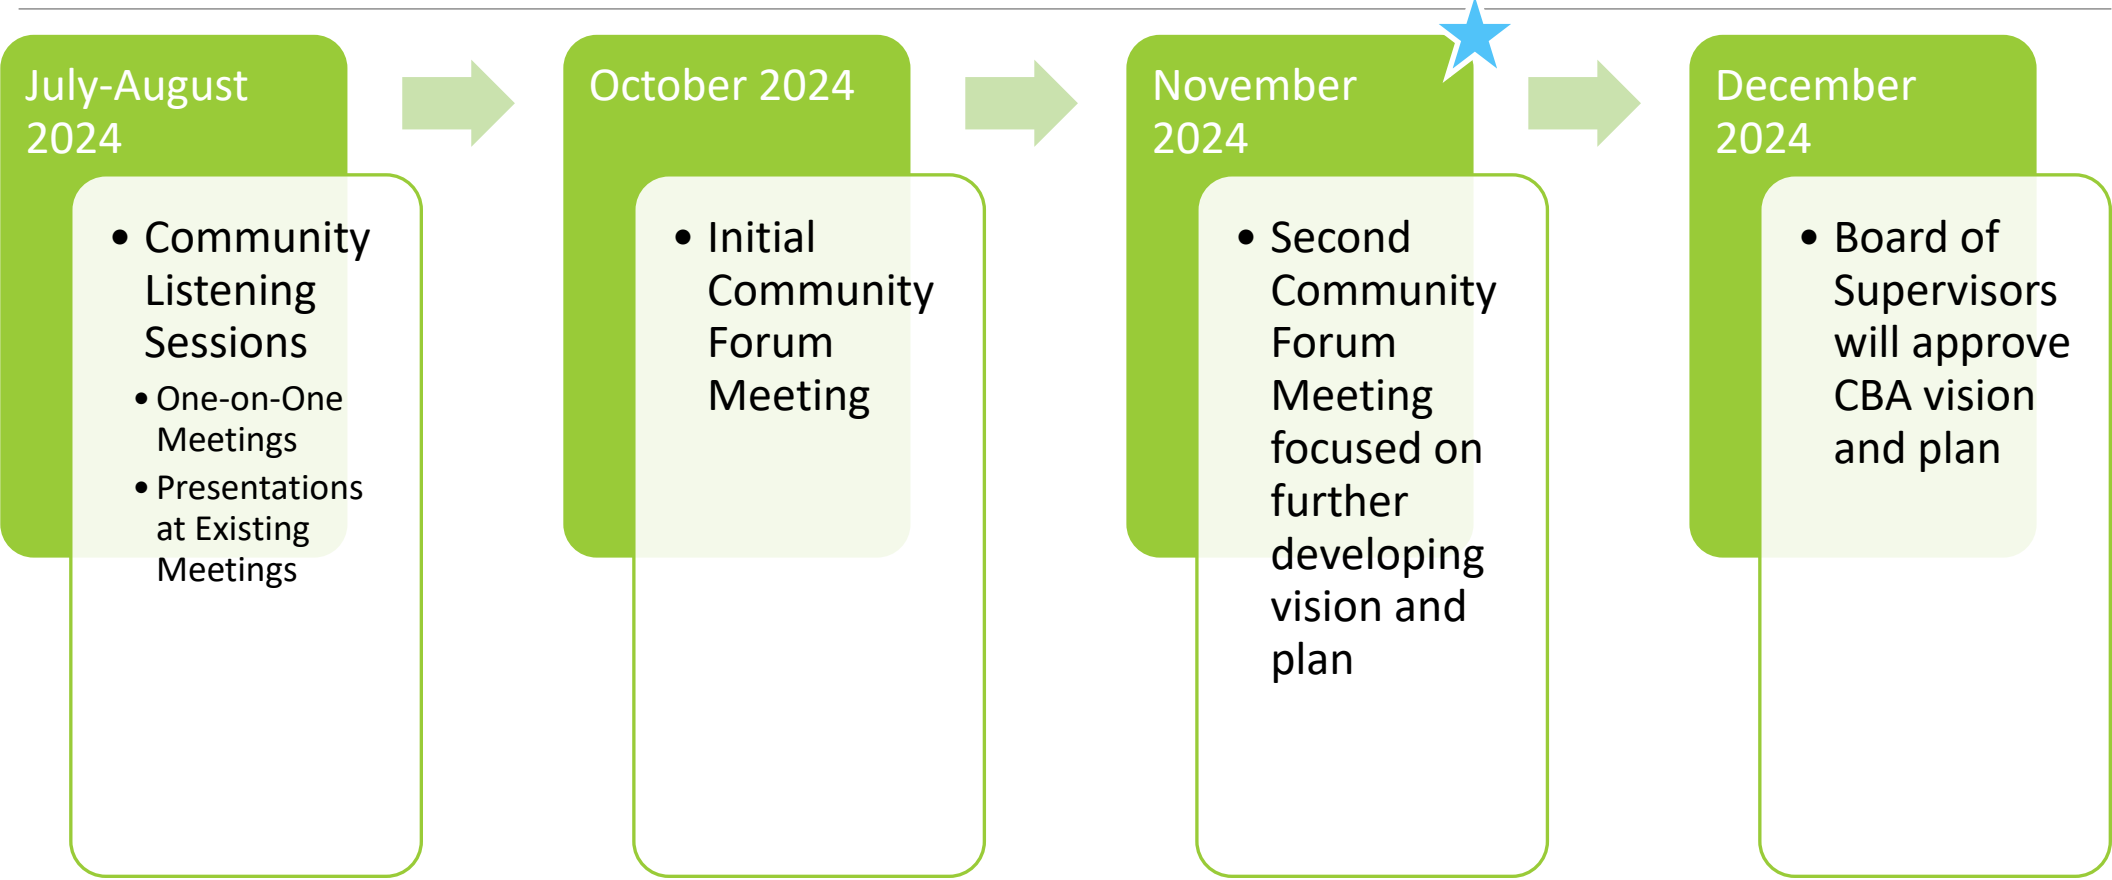 July-August
2024
• Community
Listening
Sessions
• One-on-One
Meetings
• Presentations
at Existing
Meetings
October 2024
• Initial
Community
Forum
Meeting
November
2024
• Second
Community
Forum
Meeting
focused on
further
developing
vision and
plan
December
2024
• Board of
Supervisors
will approve
CBA vision
and plan